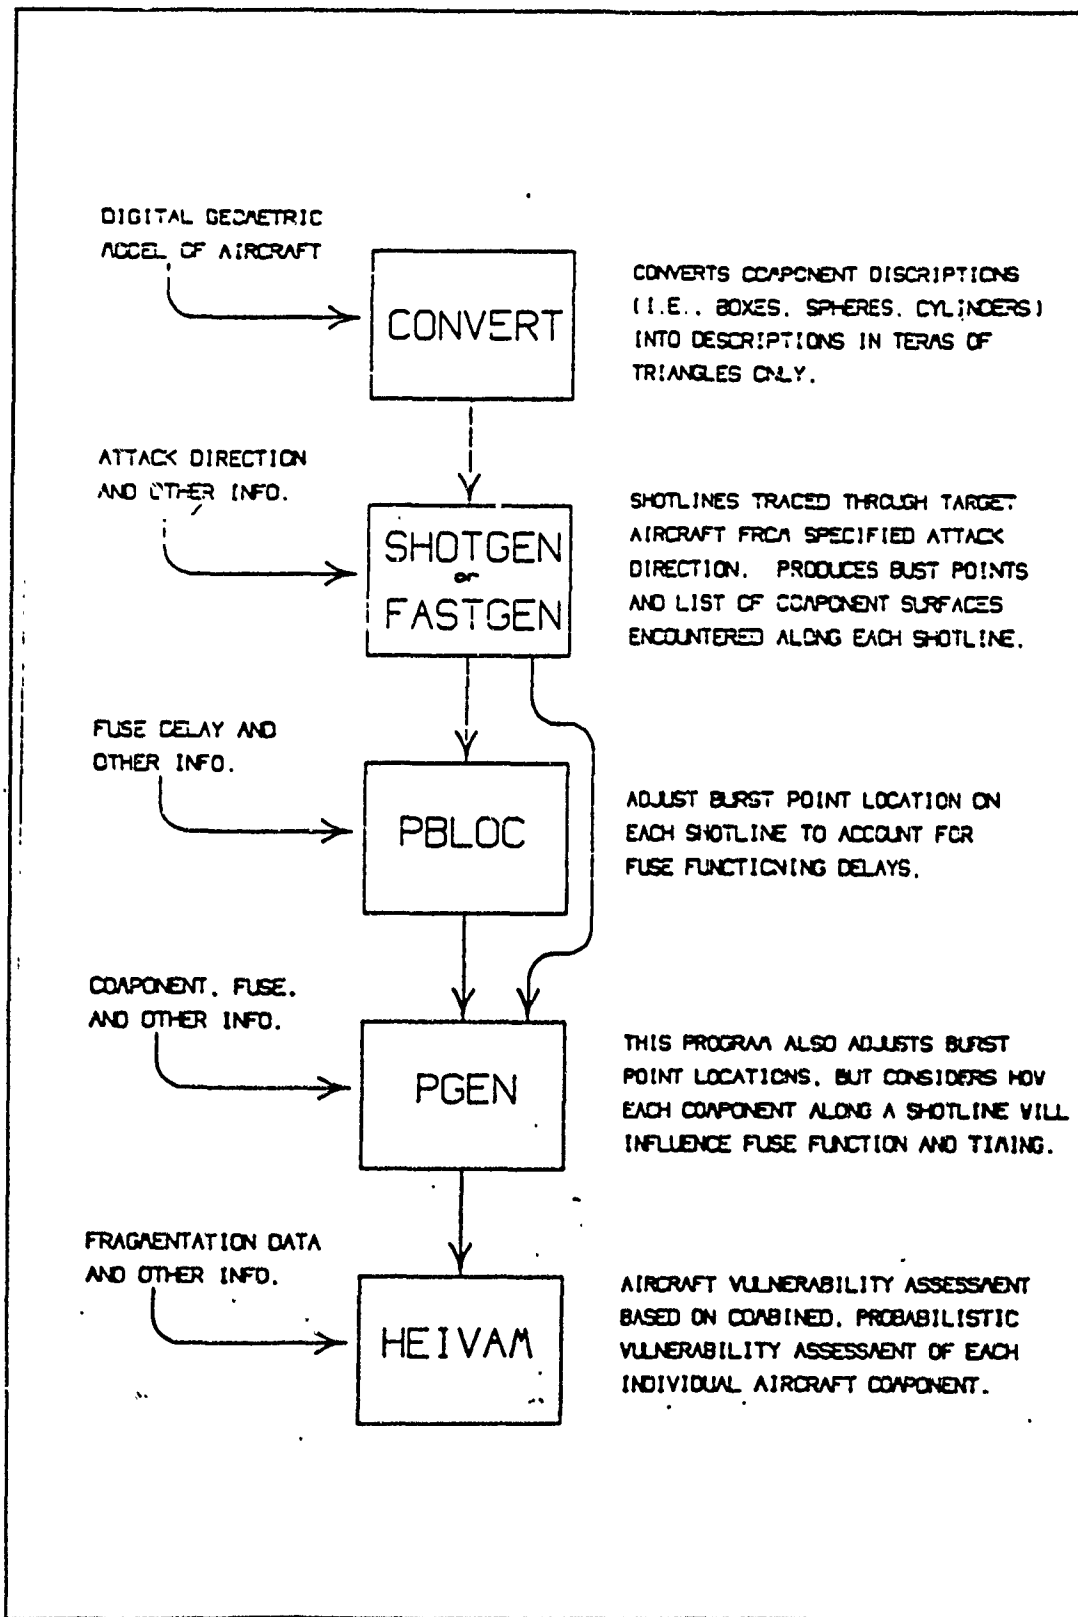 DIGITAL GEOMETRIC
MODEL OF AIRCRAFT
CONVERT
CONVERTS COMPONENT DISCRIPTIONS
(I.E., BOXES, SPHERES, CYLINDERS)
INTO DESCRIPTIONS IN TERMS OF
TRIANGLES ONLY.
ATTACK DIRECTION
AND OTHER INFO.
SHOTGEN
or
FASTGEN
SHOTLINES TRACED THROUGH TARGET
AIRCRAFT FROM SPECIFIED ATTACK
DIRECTION. PRODUCES BUST POINTS
AND LIST OF COMPONENT SURFACES
ENCOUNTERED ALONG EACH SHOTLINE.
FUSE DELAY AND
OTHER INFO.
PBLOC
ADJUST BURST POINT LOCATION ON
EACH SHOTLINE TO ACCOUNT FOR
FUSE FUNCTIONING DELAYS.
COMPONENT, FUSE,
AND OTHER INFO.
PGEN
THIS PROGRAM ALSO ADJUSTS BURST
POINT LOCATIONS, BUT CONSIDERS HOW
EACH COMPONENT ALONG A SHOTLINE WILL
INFLUENCE FUSE FUNCTION AND TIMING.
FRAGMENTATION DATA
AND OTHER INFO.
HEIVAM
AIRCRAFT VULNERABILITY ASSESSMENT
BASED ON COMBINED, PROBABILISTIC
VULNERABILITY ASSESSMENT OF EACH
INDIVIDUAL AIRCRAFT COMPONENT.